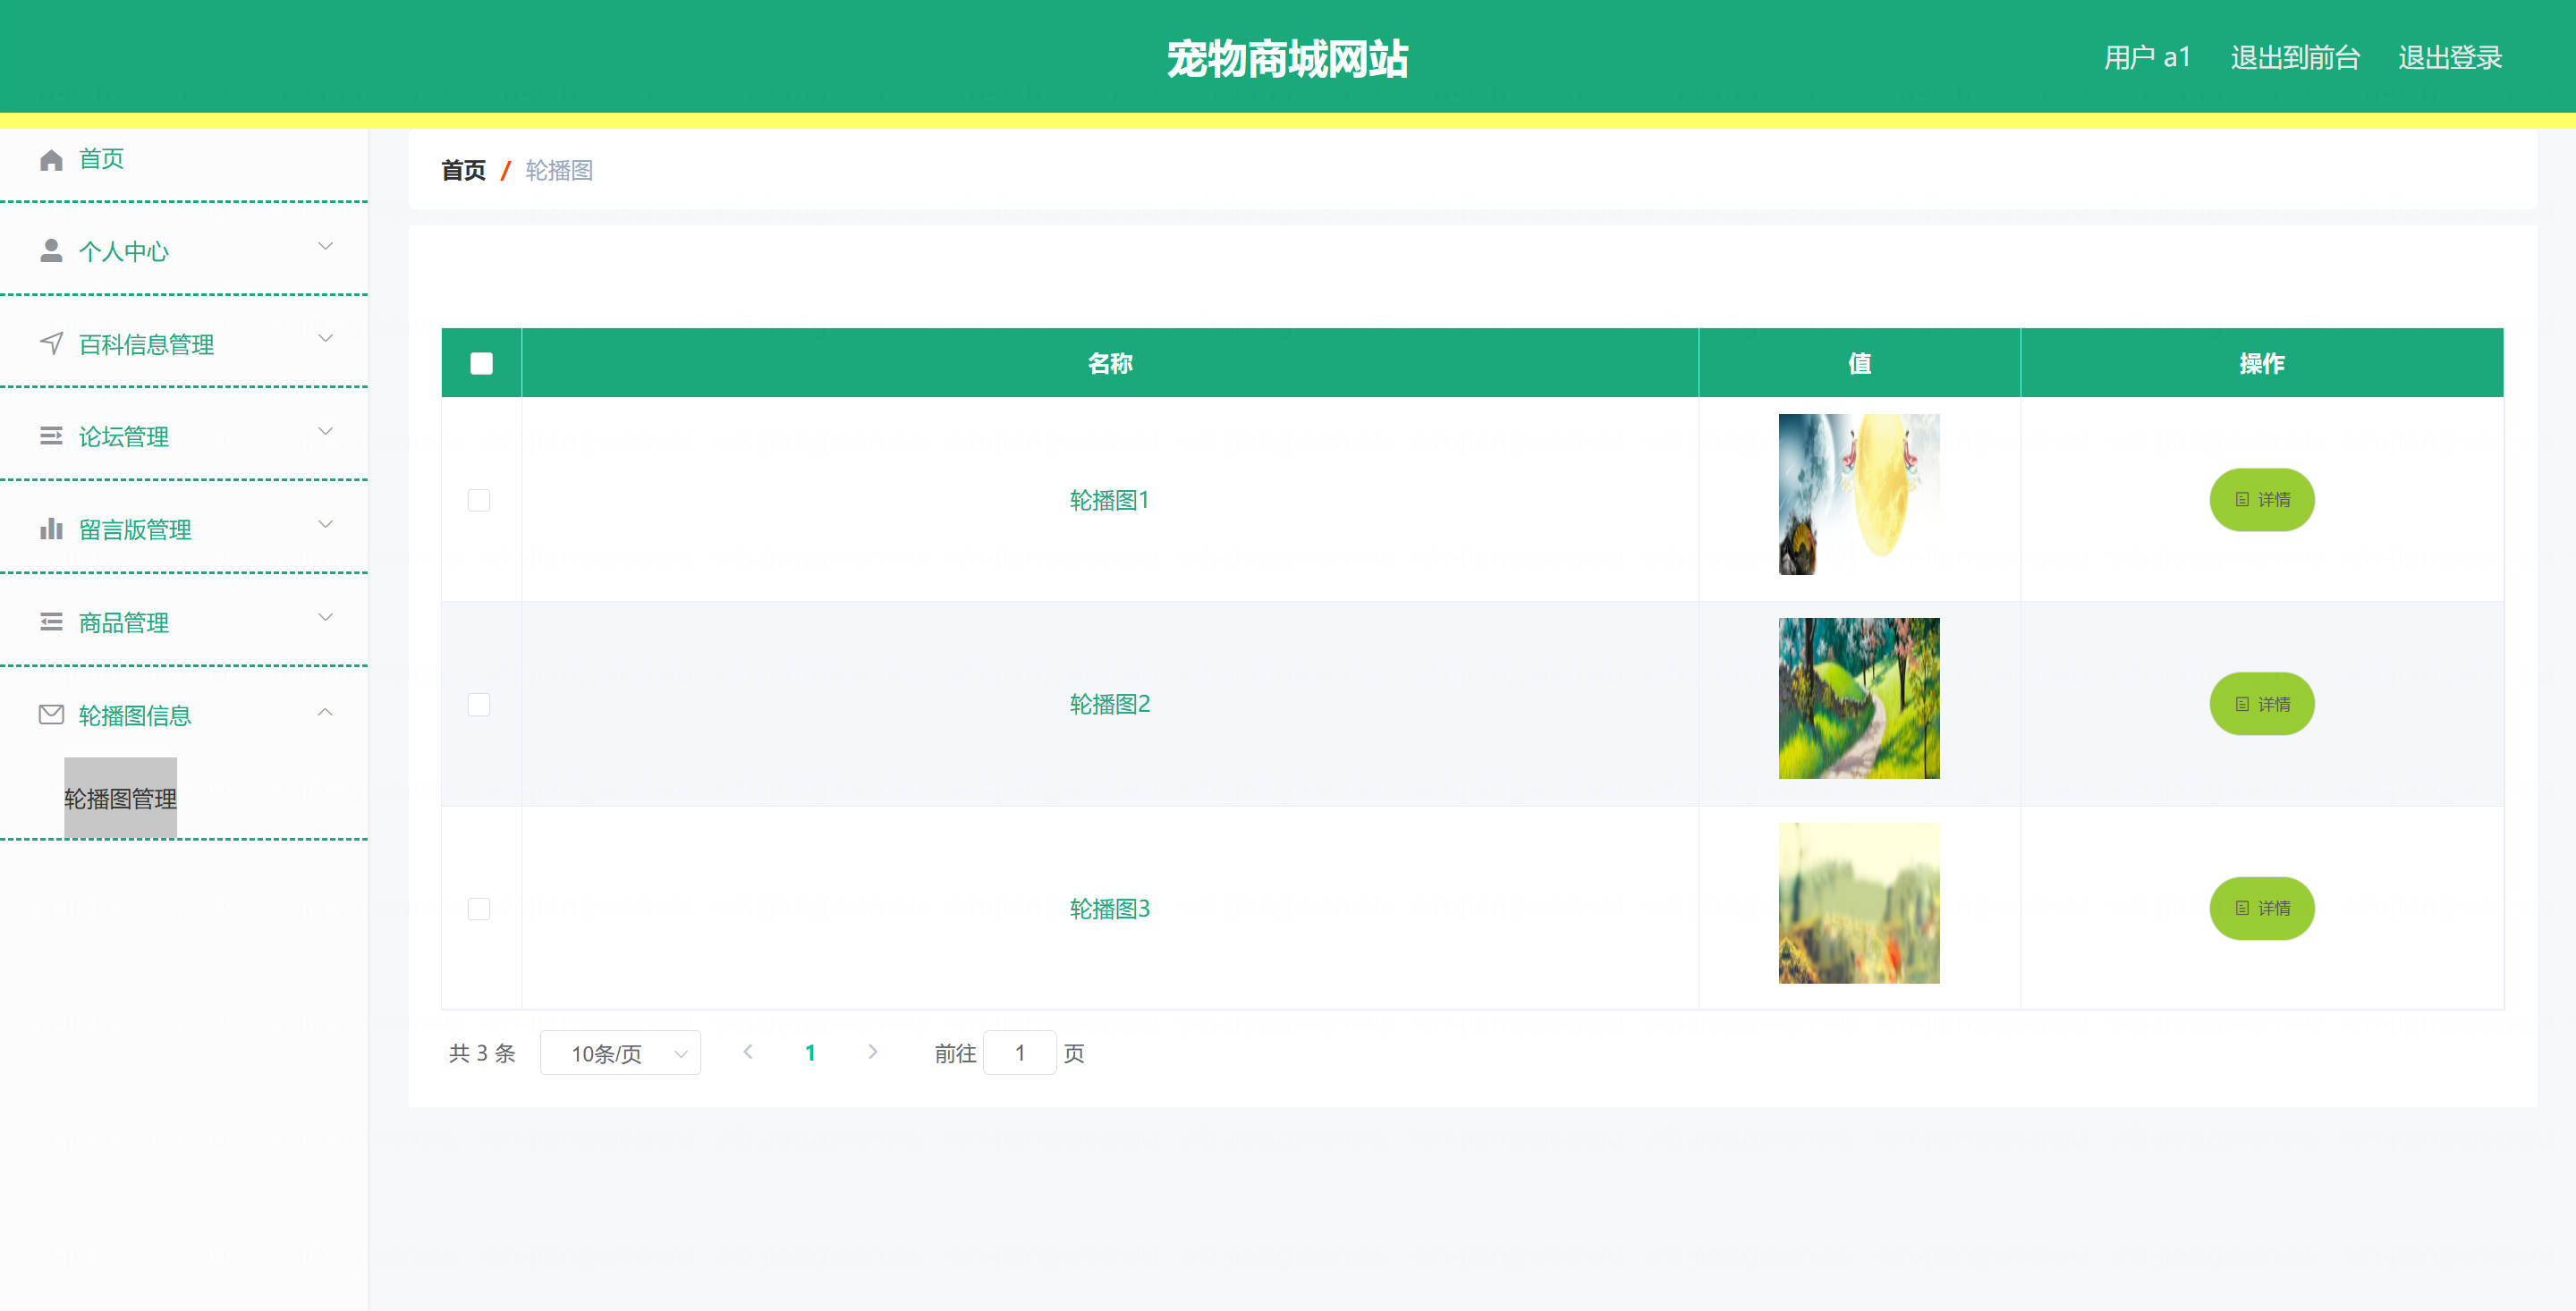 宠物商城网站
用户 a1 退出到前台 退出登录
首页
个人中心
百科信息管理
论坛管理
留言版管理
商品管理
轮播图信息
轮播图管理
首页 / 轮播图
名称 值 操作
轮播图1 详情
轮播图2 详情
轮播图3 详情
共 3 条 10条/页 1 前往 1 页